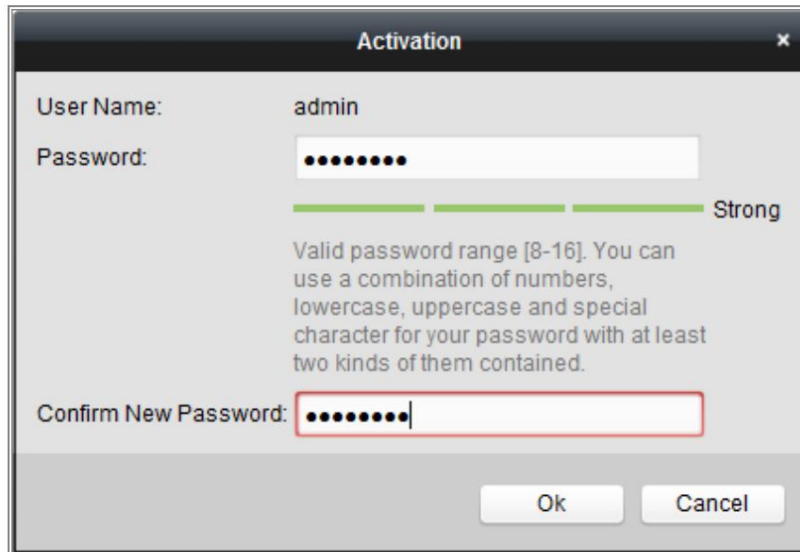 Activation ×
User Name: admin
Password: ●●●●●●●●
Strong
Valid password range [8-16]. You can
use a combination of numbers,
lowercase, uppercase and special
character for your password with at least
two kinds of them contained.
Confirm New Password: ●●●●●●●●
Ok Cancel